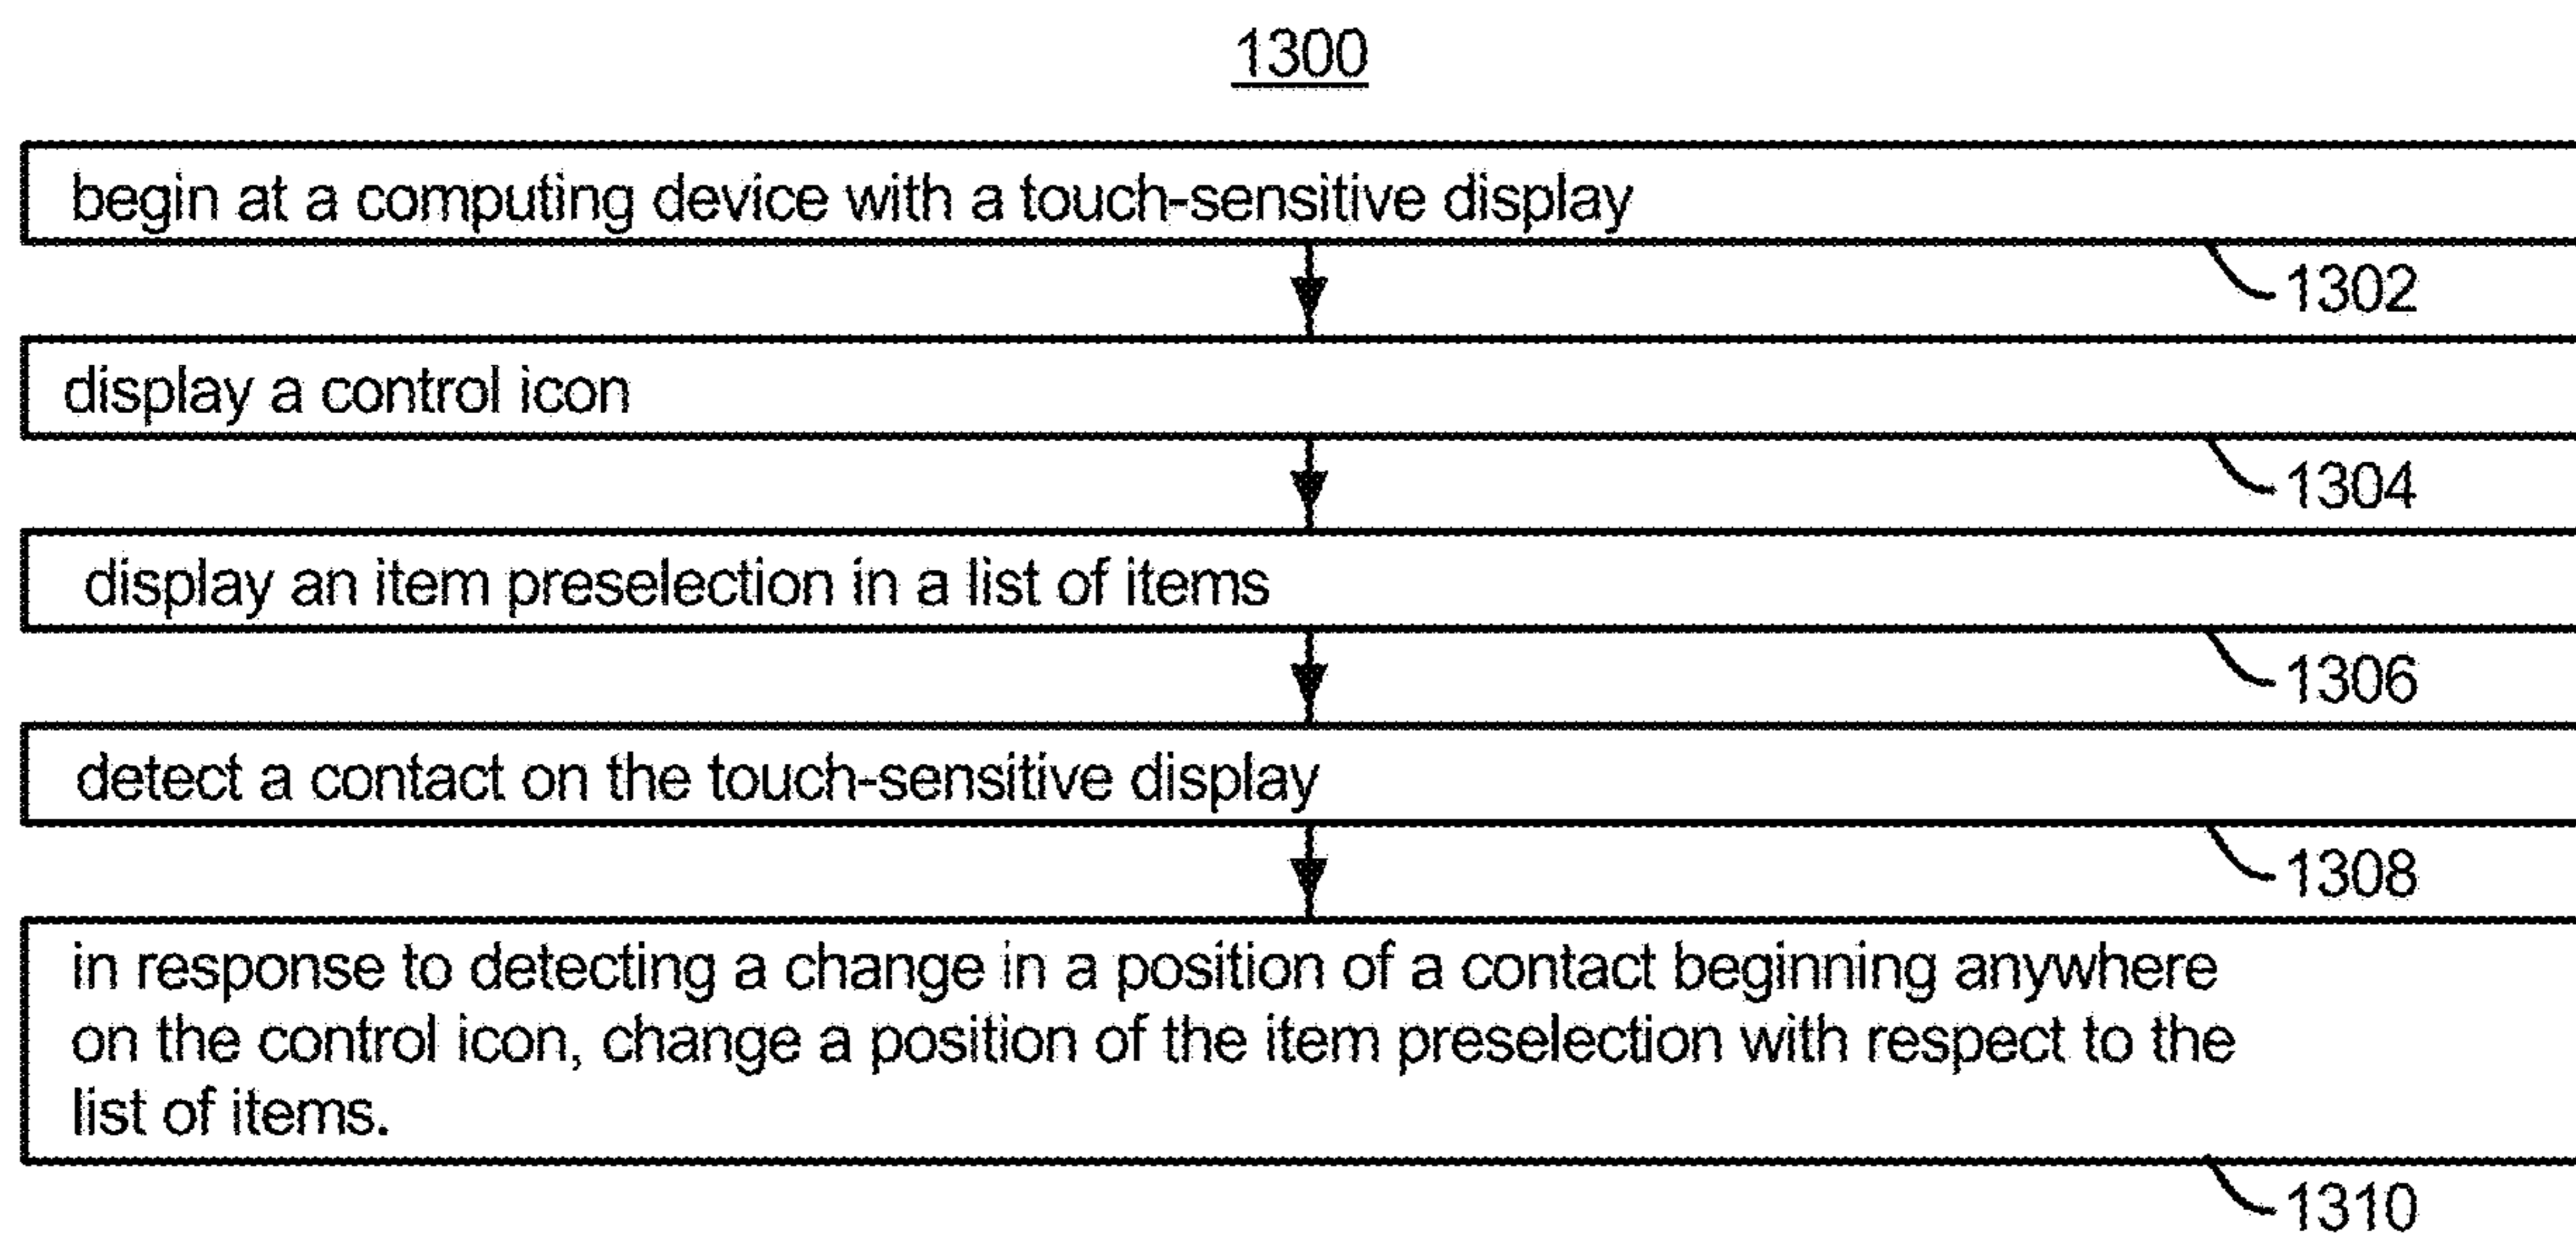 1300
begin at a computing device with a touch-sensitive display
1302
display a control icon
1304
display an item preselection in a list of items
1306
detect a contact on the touch-sensitive display
1308
in response to detecting a change in a position of a contact beginning anywhere
on the control icon, change a position of the item preselection with respect to the
list of items.
1310